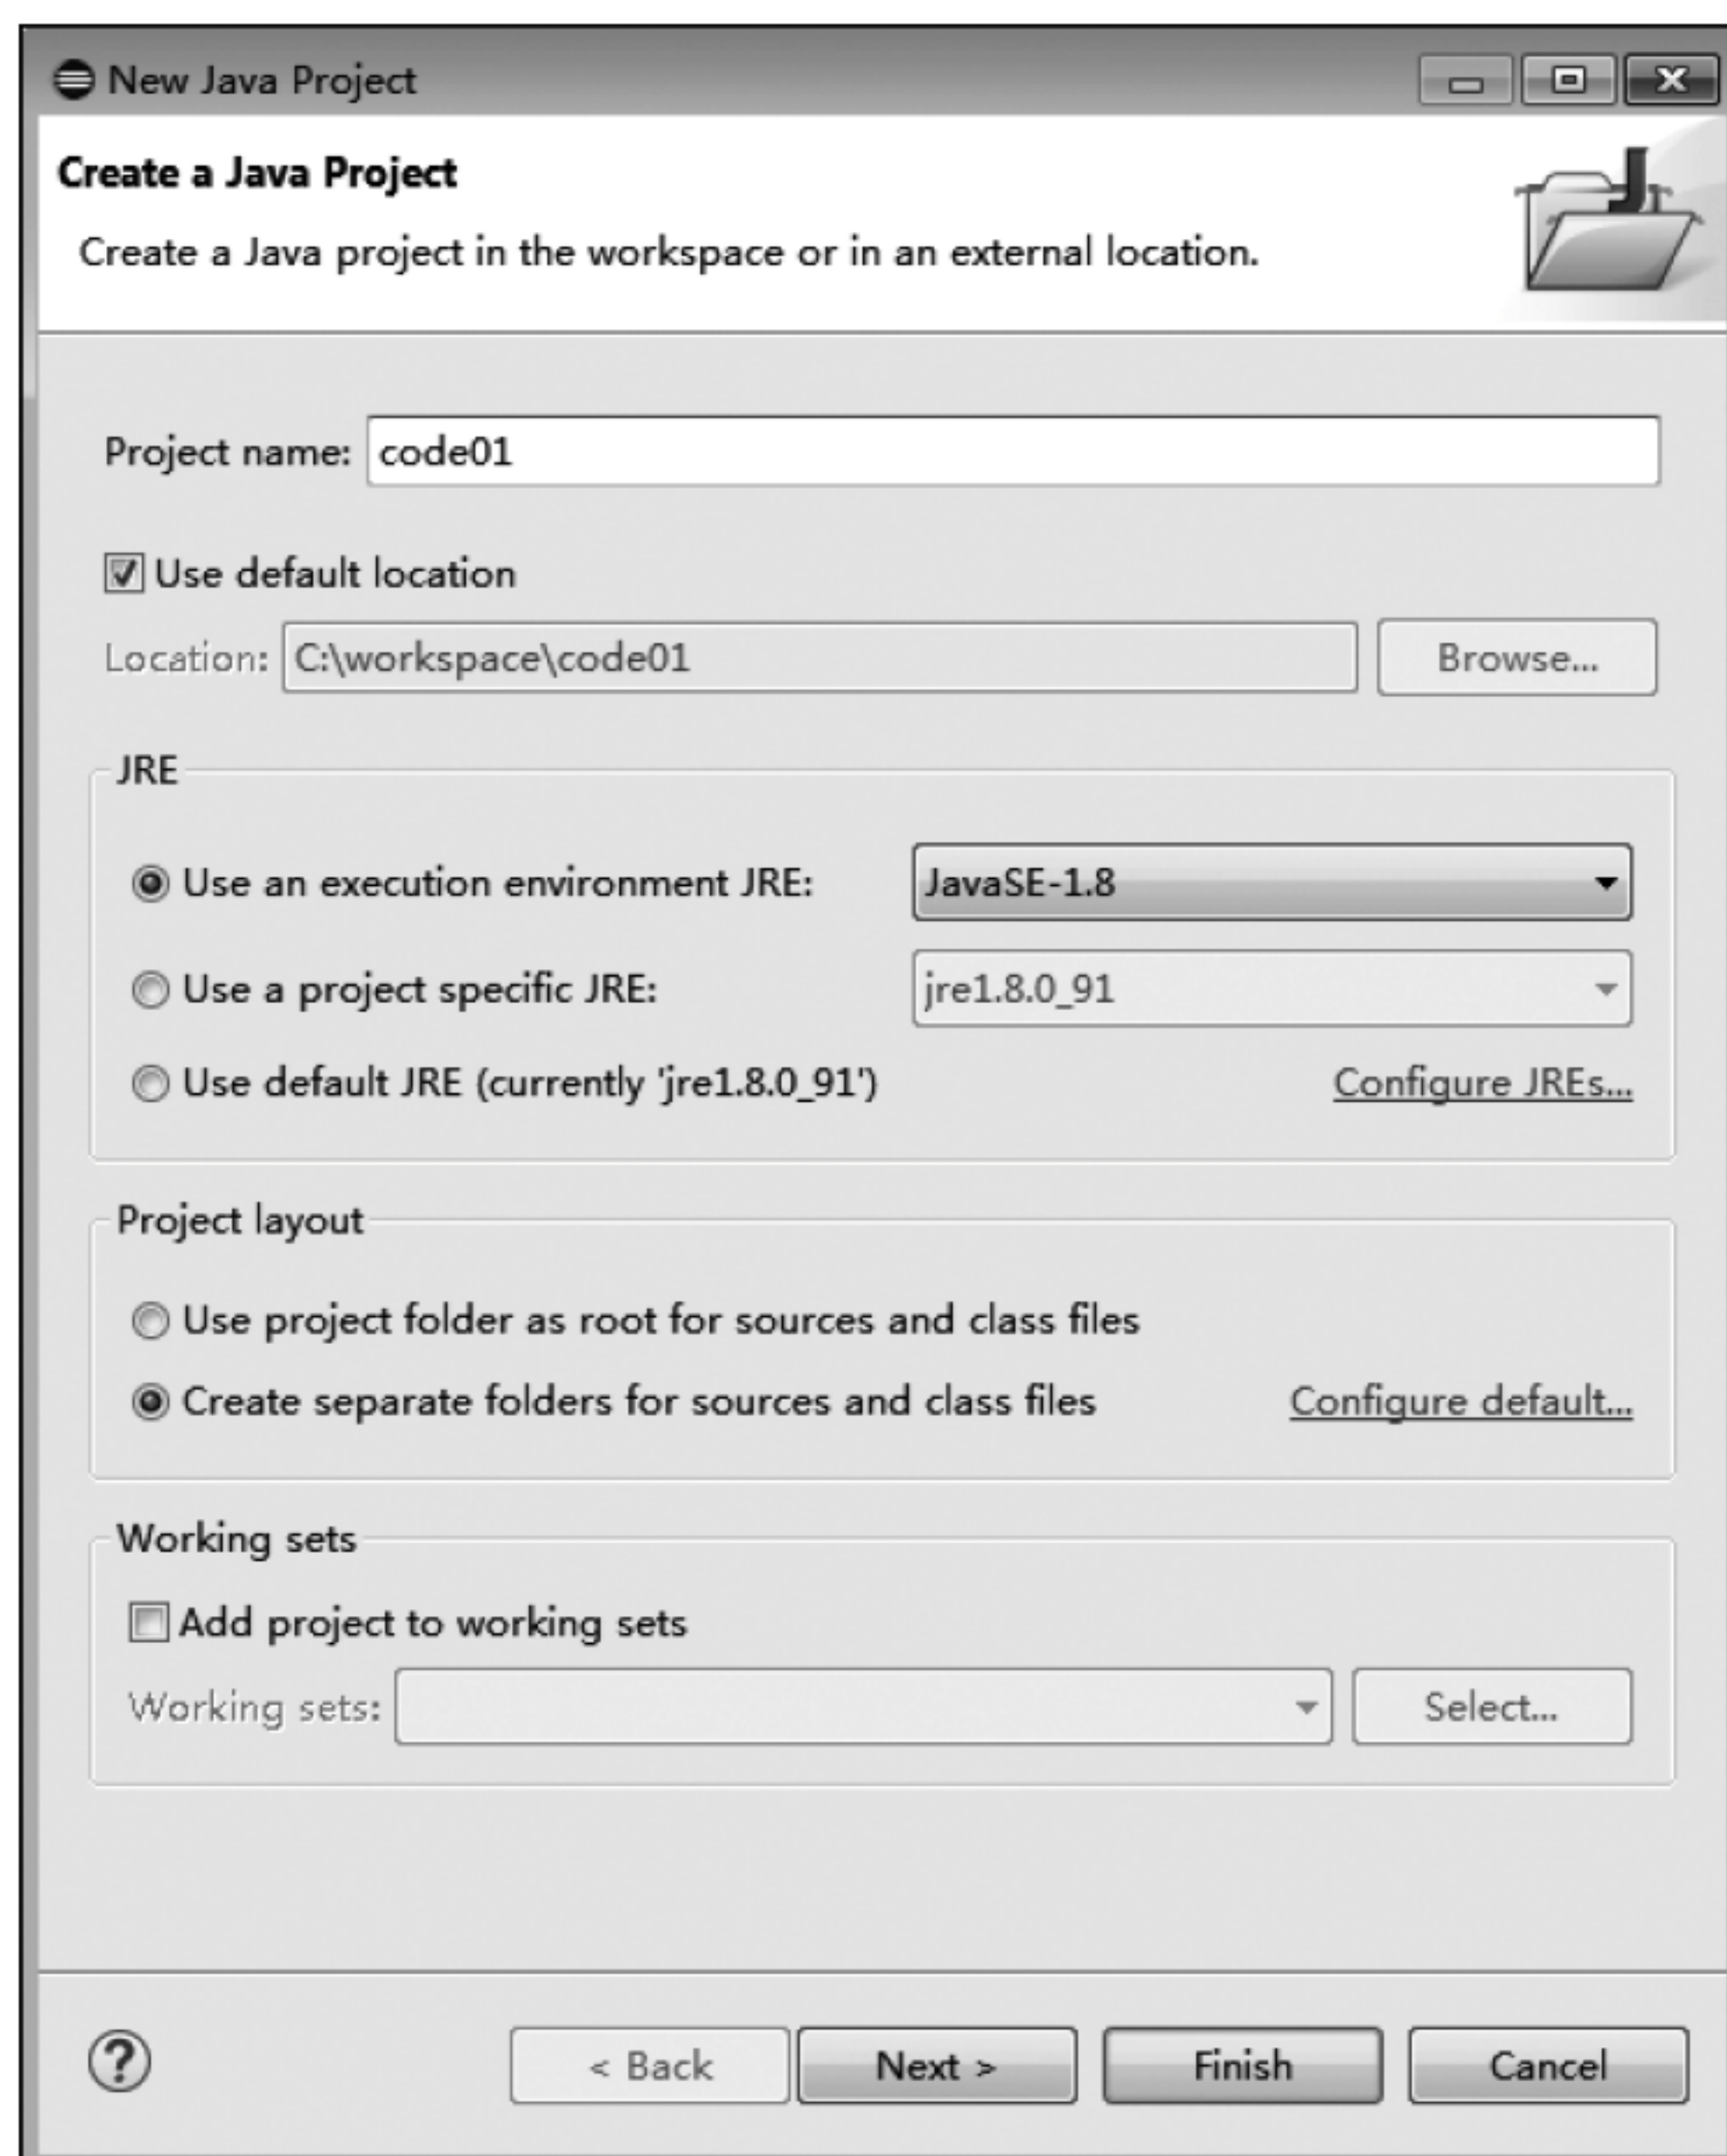 New Java Project
Create a Java Project
Create a Java project in the workspace or in an external location.
Project name: code01
Use default location
Location: C:\workspace\code01 Browse...
JRE
Use an execution environment JRE: JavaSE-1.8
Use a project specific JRE: jre1.8.0_91
Use default JRE (currently 'jre1.8.0_91') Configure JREs...
Project layout
Use project folder as root for sources and class files
Create separate folders for sources and class files Configure default...
Working sets
Add project to working sets
Working sets: Select...
? < Back Next > Finish Cancel